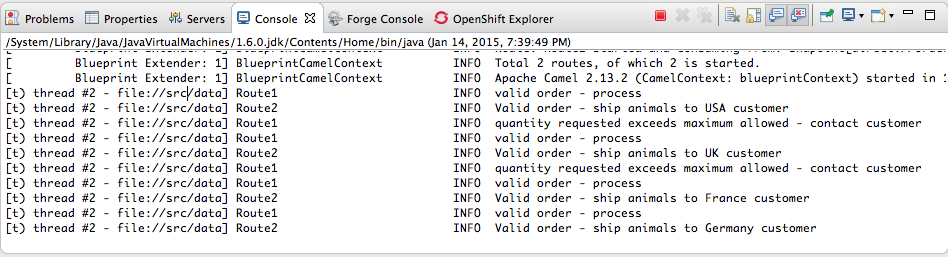 Problems Properties Servers Console Forge Console OpenShift Explorer
/System/Library/Java/JavaVirtualMachines/1.6.0.jdk/Contents/Home/bin/java (Jan 14, 2015, 7:39:49 PM)
[ Blueprint Extender: 1] BlueprintCamelContext INFO Total 2 routes, of which 2 is started.
[ Blueprint Extender: 1] BlueprintCamelContext INFO Apache Camel 2.13.2 (CamelContext: blueprintContext) started in
[t) thread #2 - file://src/data] Route1 INFO valid order - process
[t) thread #2 - file://src/data] Route2 INFO Valid order - ship animals to USA customer
[t) thread #2 - file://src/data] Route1 INFO quantity requested exceeds maximum allowed - contact customer
[t) thread #2 - file://src/data] Route1 INFO valid order - process
[t) thread #2 - file://src/data] Route2 INFO Valid order - ship animals to UK customer
[t) thread #2 - file://src/data] Route1 INFO quantity requested exceeds maximum allowed - contact customer
[t) thread #2 - file://src/data] Route1 INFO valid order - process
[t) thread #2 - file://src/data] Route2 INFO Valid order - ship animals to France customer
[t) thread #2 - file://src/data] Route1 INFO valid order - process
[t) thread #2 - file://src/data] Route2 INFO Valid order - ship animals to Germany customer